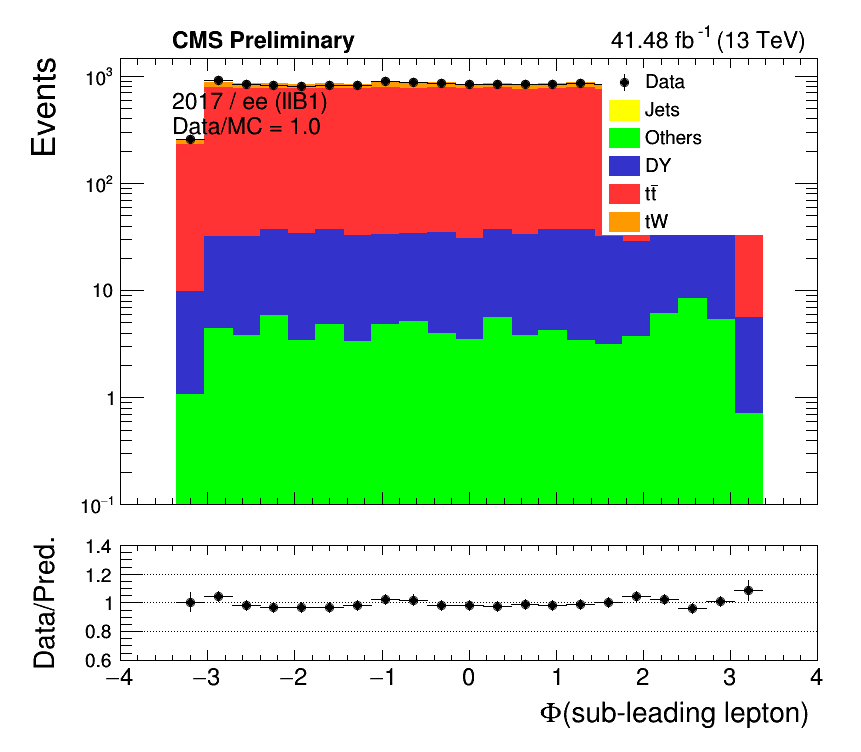 CMS Preliminary
41.48 fb⁻¹ (13 TeV)
Events
10³
10²
10
1
10⁻¹
2017 / ee (llB1)
Data/MC = 1.0
Data
Jets
Others
DY
tt̄
tW
Data/Pred.
1.4
1.2
1
0.8
0.6
−4 −3 −2 −1 0 1 2 3 4
Φ(sub-leading lepton)